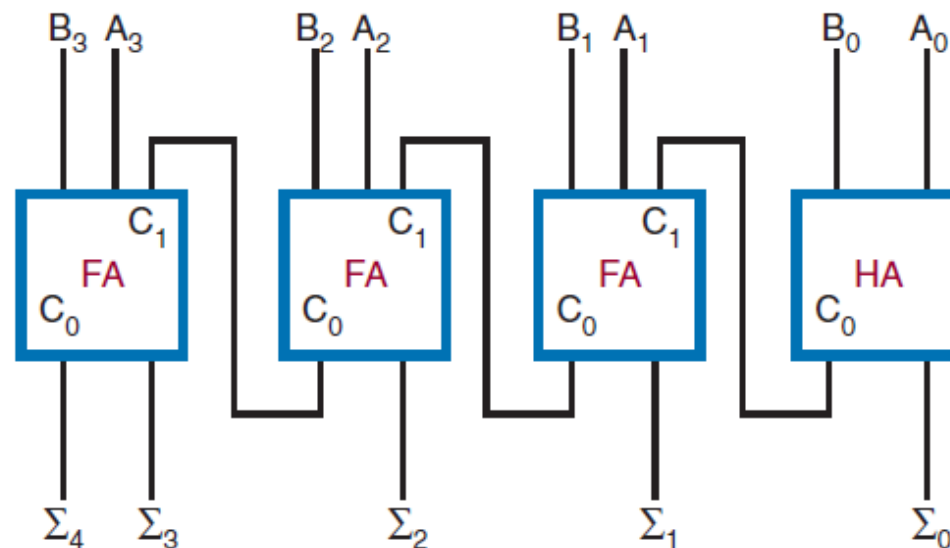 B₃ A₃ B₂ A₂ B₁ A₁ B₀ A₀
C₁ C₁ C₁
FA FA FA HA
C₀ C₀ C₀ C₀
Σ₄ Σ₃ Σ₂ Σ₁ Σ₀